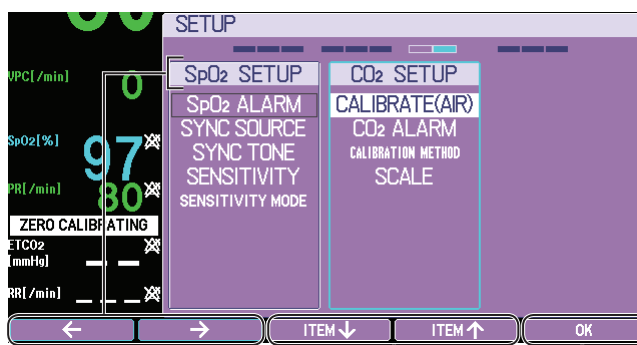 SETUP
SpO2 SETUP
SpO2 ALARM
SYNC SOURCE
SYNC TONE
SENSITIVITY
SENSITIVITY MODE
CO2 SETUP
CALIBRATE(AIR)
CO2 ALARM
CALIBRATION METHOD
SCALE
VPC[/min]
0
SpO2[%]
97
PR[/min]
80
ZERO CALIBRATING
ETCO2
[mmHg]
_ _
RR[/min]
_ _ _
← → ITEM↓ ITEM↑ OK